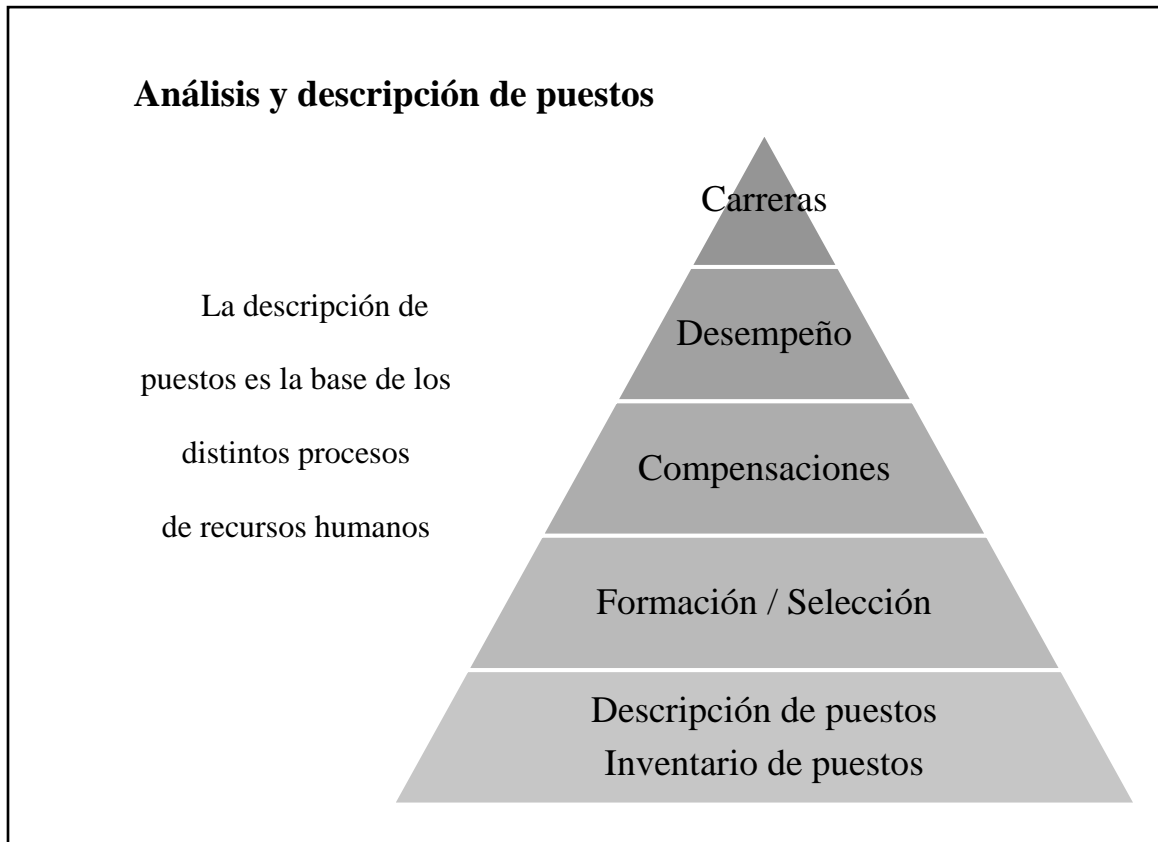 Análisis y descripción de puestos
La descripción de
puestos es la base de los
distintos procesos
de recursos humanos
Carreras
Desempeño
Compensaciones
Formación / Selección
Descripción de puestos
Inventario de puestos